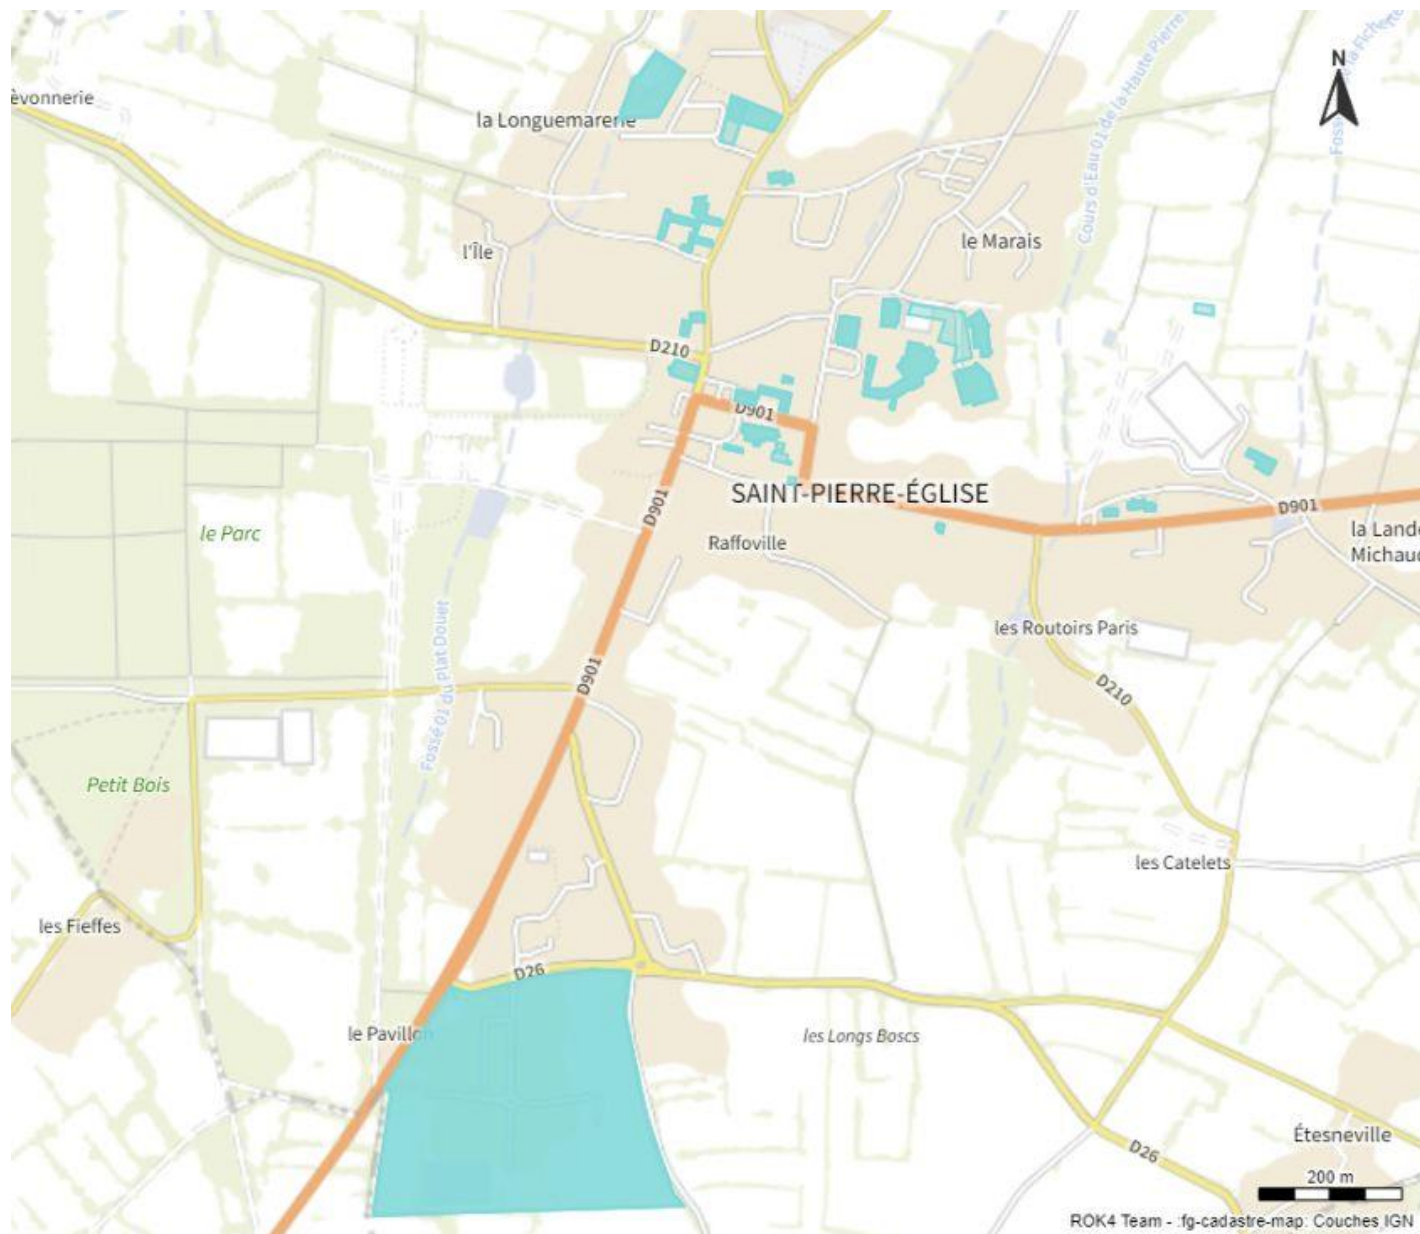 N
èvonnerie
la Longuemarerie
Cours d'Eau 01 de la Haute Pierre
l'Île
le Marais
D210
D901
SAINT-PIERRE-ÉGLISE
D901
D901
le Parc
Raffoville
la Lande
Michaud
les Routoirs Paris
Fossé 01 du Plat Douet
D901
D210
Petit Bois
les Catelets
les Fieffes
D26
le Pavillon
les Longs Boscs
Étesneville
D26
200 m
ROK4 Team - :fg-cadastre-map: Couches IGN